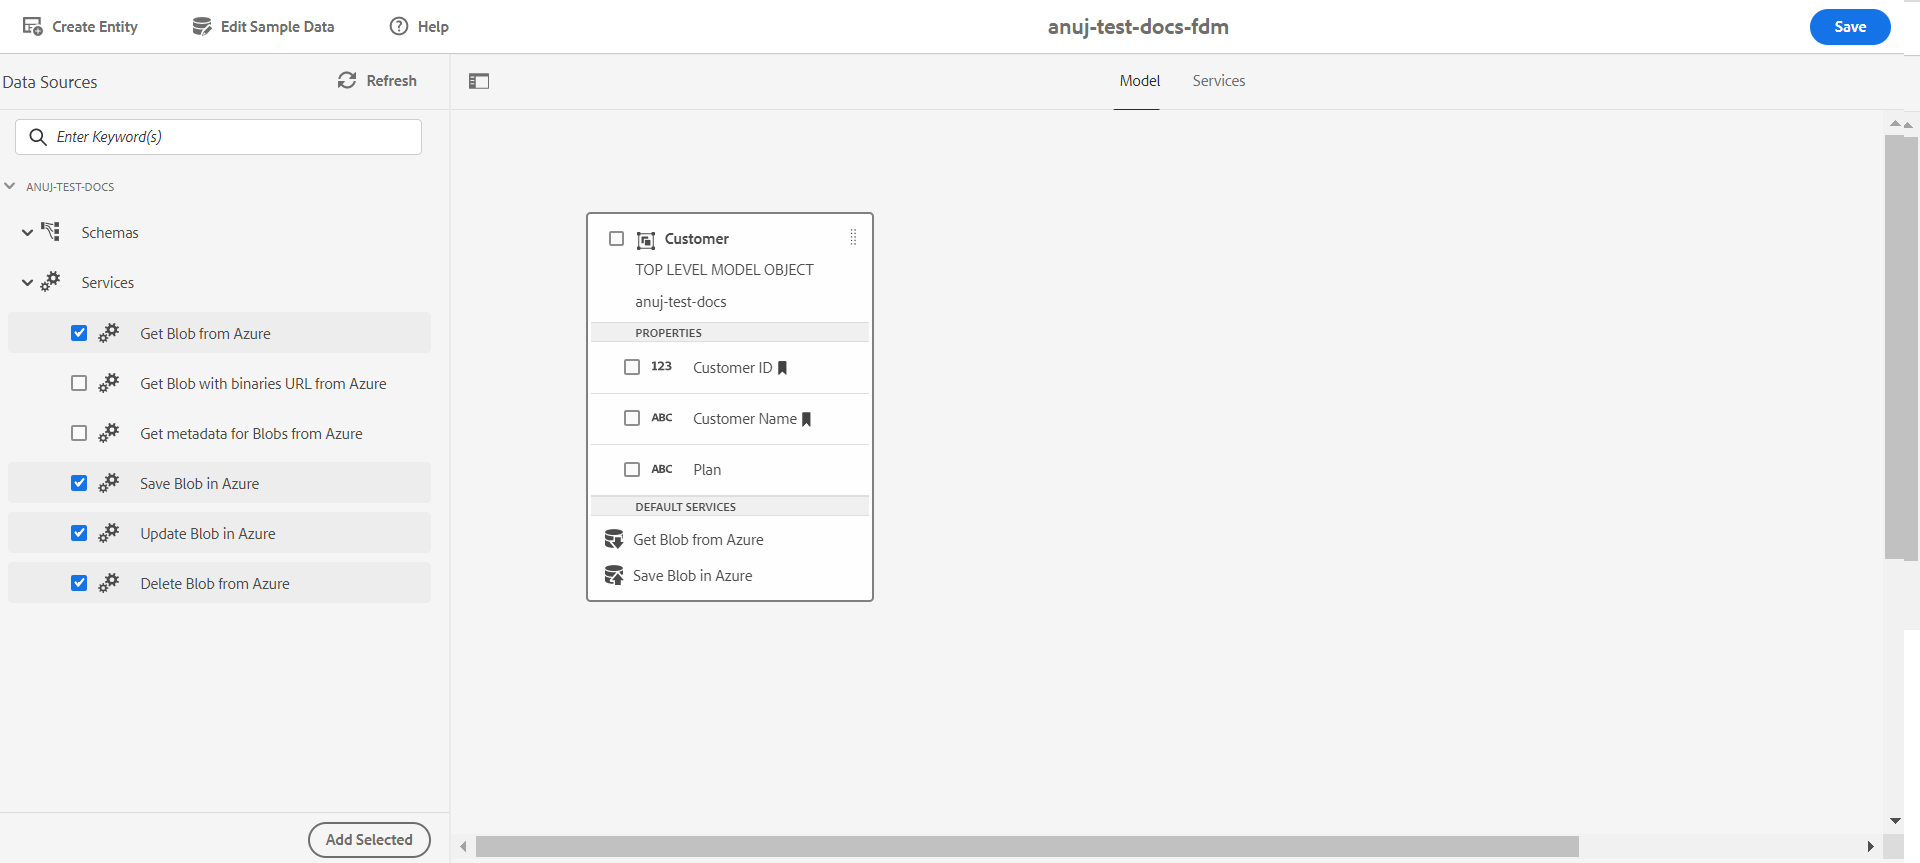 Create Entity
Edit Sample Data
Help
anuj-test-docs-fdm
Save
Data Sources
Refresh
Model
Services
Enter Keyword(s)
ANUJ-TEST-DOCS
Schemas
Services
Get Blob from Azure
Get Blob with binaries URL from Azure
Get metadata for Blobs from Azure
Save Blob in Azure
Update Blob in Azure
Delete Blob from Azure
Add Selected
Customer
TOP LEVEL MODEL OBJECT
anuj-test-docs
PROPERTIES
123 Customer ID
ABC Customer Name
ABC Plan
DEFAULT SERVICES
Get Blob from Azure
Save Blob in Azure